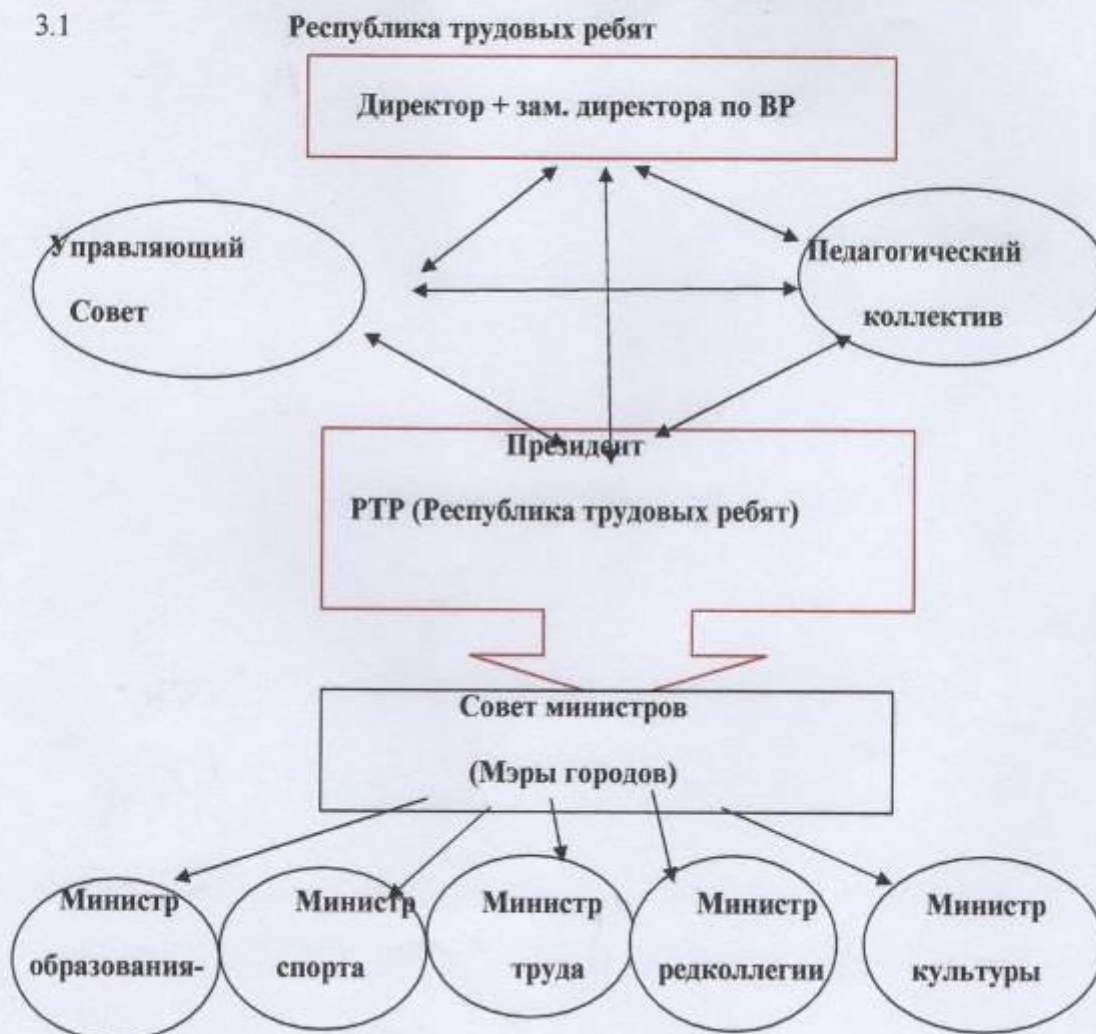 3.1 Республика трудовых ребят
Директор + зам. директора по ВР
Управляющий
Совет
Педагогический
коллектив
Президент
РТР (Республика трудовых ребят)
Совет министров
(Мэры городов)
Министр
образования-
Министр
спорта
Министр
труда
Министр
редколлегии
Министр
культуры